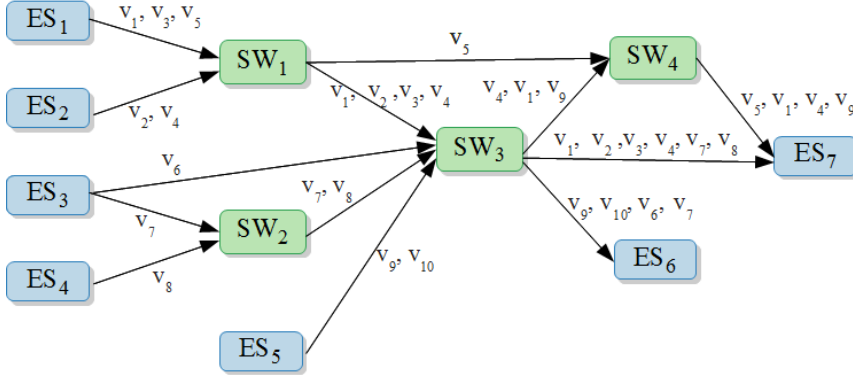 ES₁
v₁, v₃, v₅
SW₁
v₅
SW₄
ES₂
v₂, v₄
v₁, v₂ ,v₃, v₄
v₄, v₁, v₉
v₅, v₁, v₄, v₉
v₆
SW₃
v₁, v₂ ,v₃, v₄, v₇, v₈
ES₇
ES₃
v₇
v₇, v₈
SW₂
v₉, v₁₀, v₆, v₇
ES₄
v₈
v₉, v₁₀
ES₆
ES₅